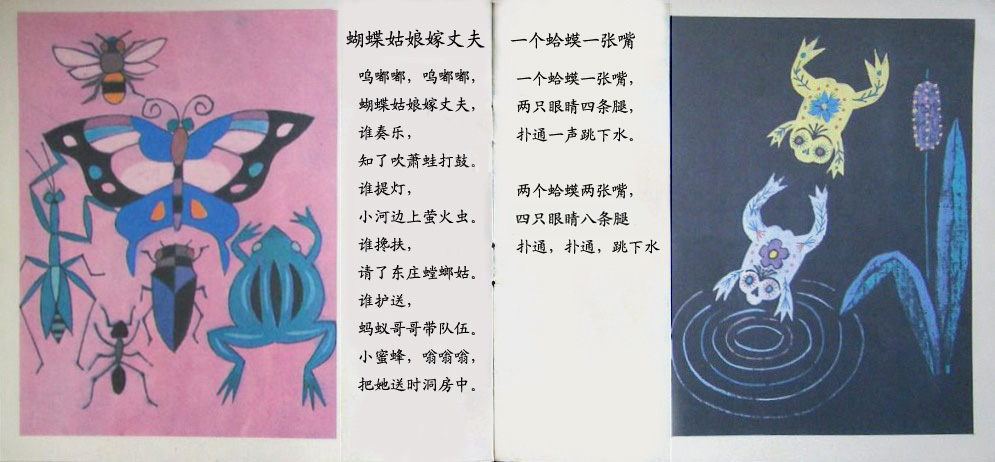 蝴蝶姑娘嫁丈夫
呜嘟嘟，呜嘟嘟，
蝴蝶姑娘嫁丈夫，
谁奏乐，
知了吹萧蛙打鼓。
谁提灯，
小河边上萤火虫。
谁搀扶，
请了东庄螳螂姑。
谁护送，
蚂蚁哥哥带队伍。
小蜜蜂，嗡嗡嗡，
把她送时洞房中。
一个蛤蟆一张嘴
一个蛤蟆一张嘴，
两只眼睛四条腿，
扑通一声跳下水。
两个蛤蟆两张嘴，
四只眼睛八条腿
扑通，扑通，跳下水